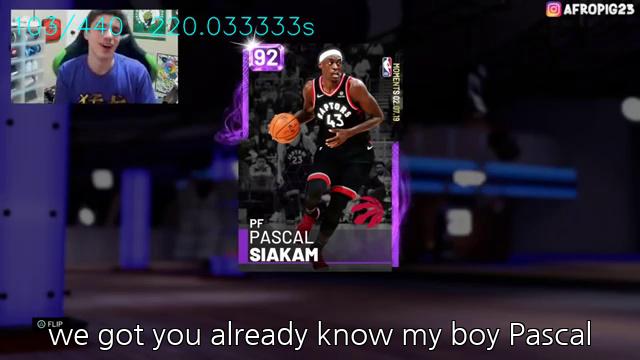 103/440 -220.033333s
AFROPIG23
92
MOMENTS 02.07.19
RAPTORS
43
23
PF
PASCAL
SIAKAM
FLIP
we got you already know my boy Pascal